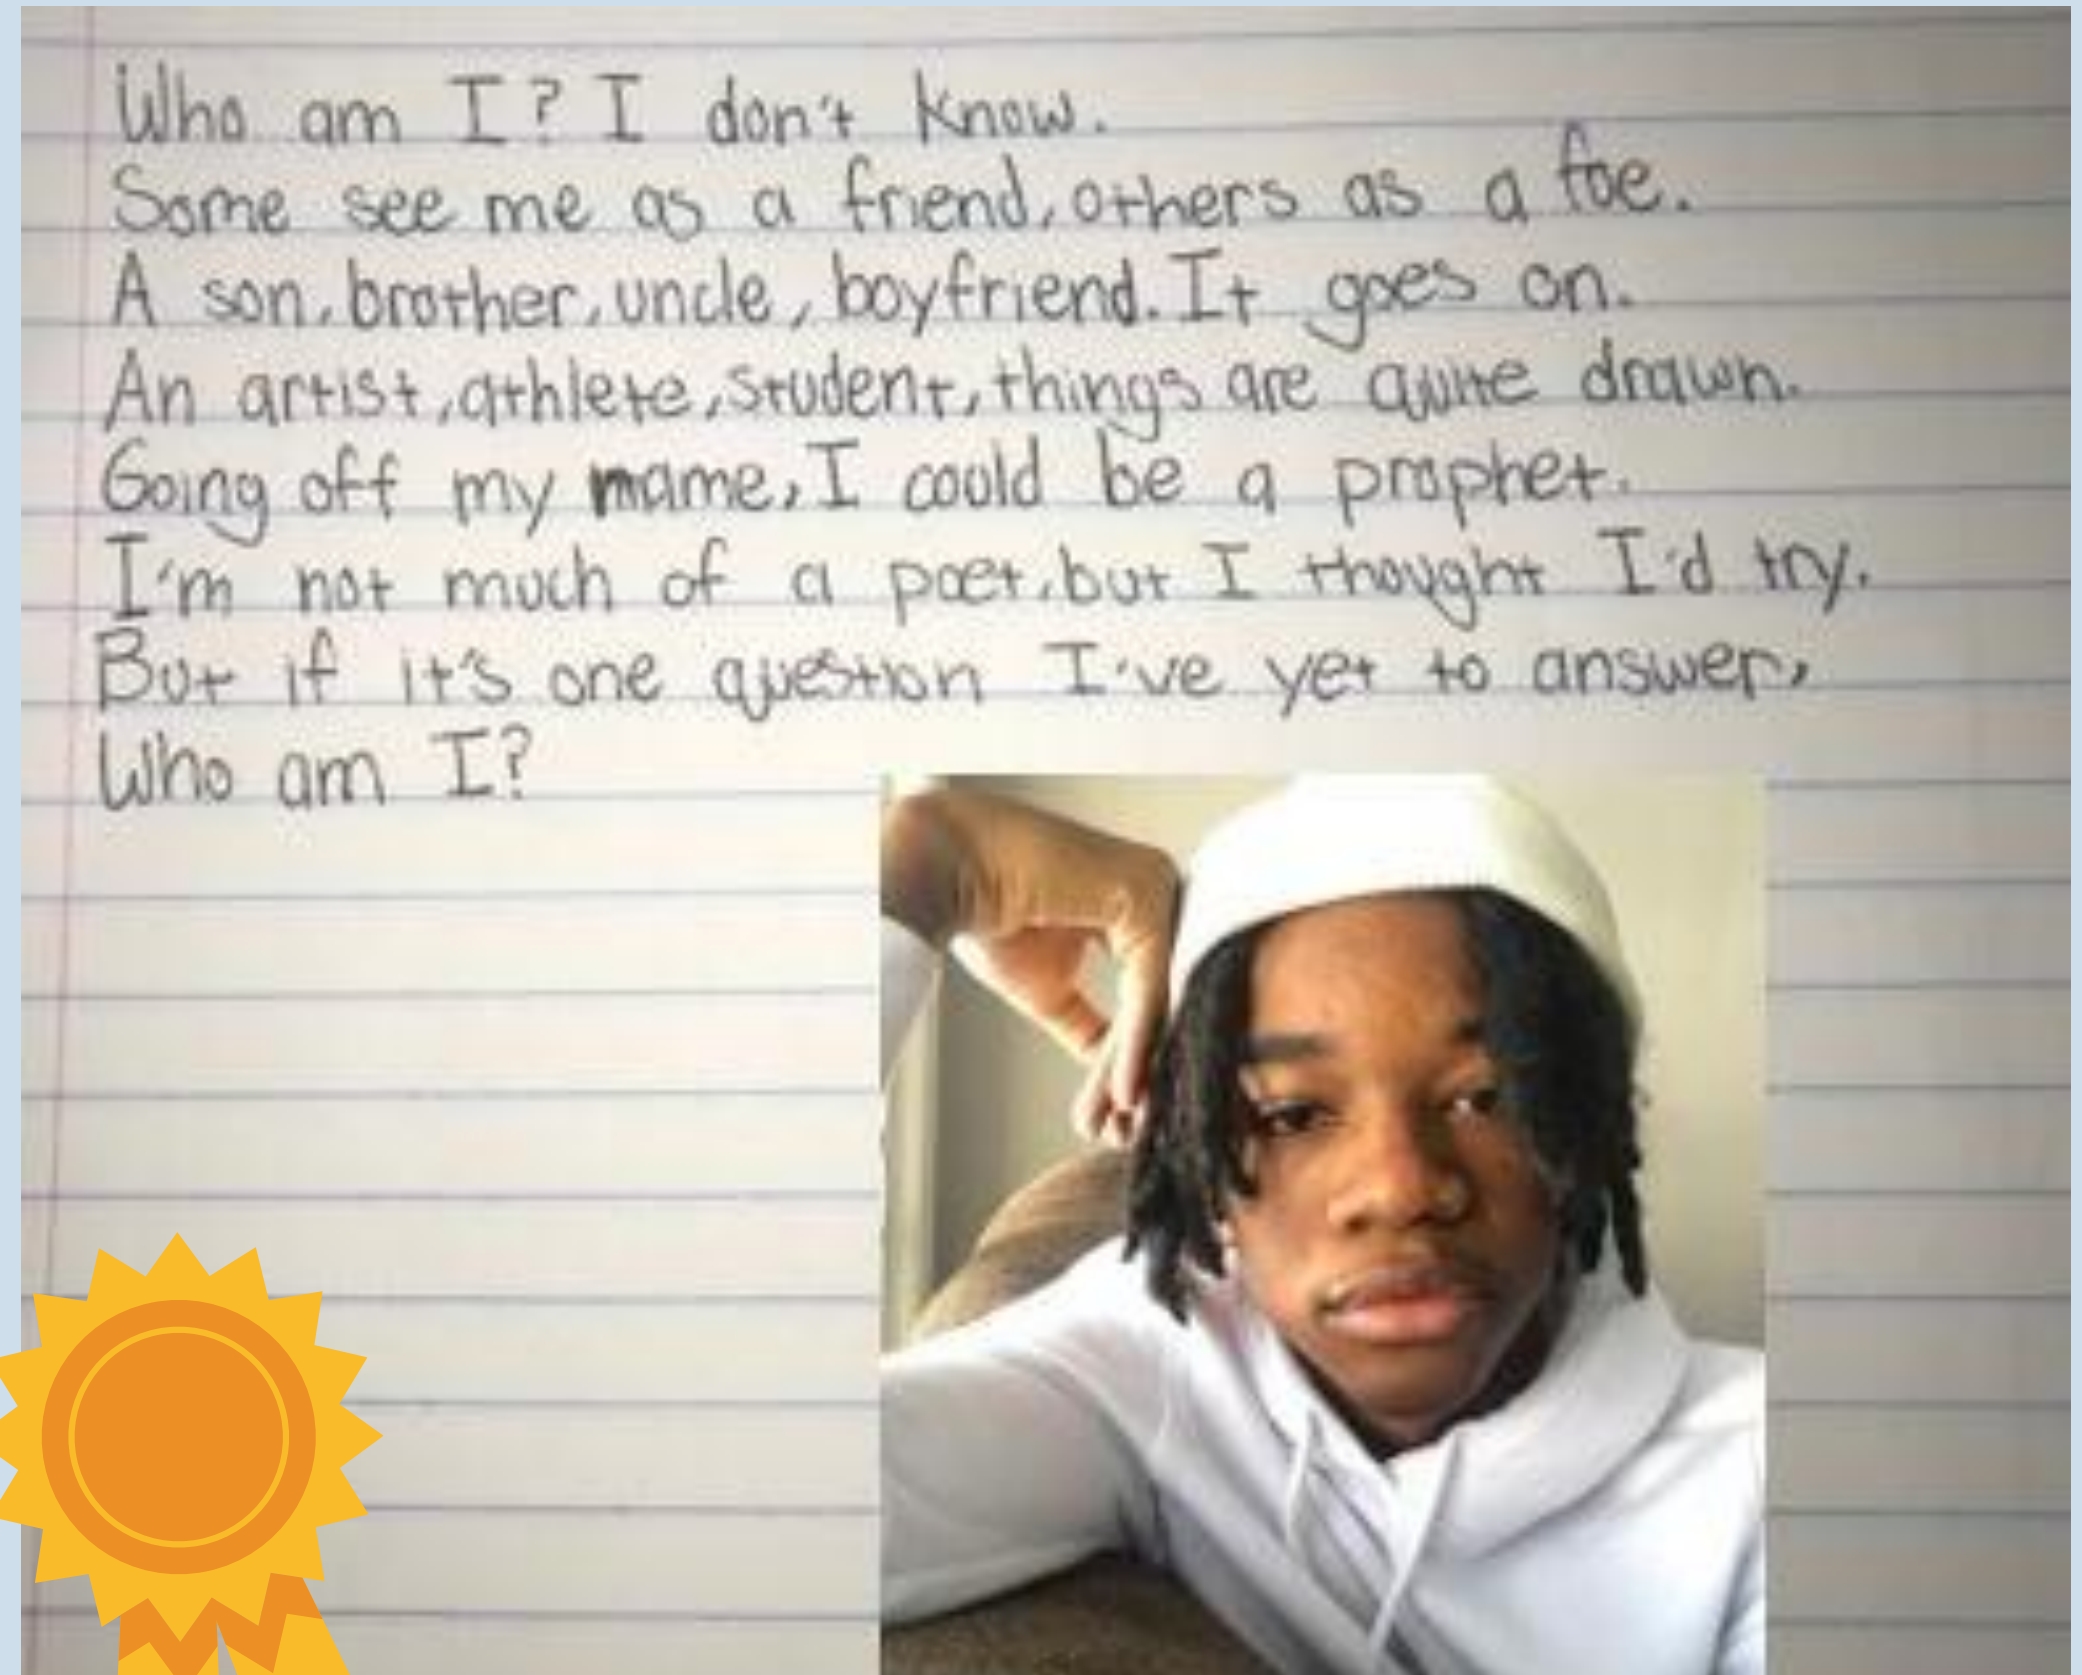 Who am I? I don't know.
Some see me as a friend, others as a foe.
A son, brother, uncle, boyfriend. It goes on.
An artist, athlete, student, things are quite drawn.
Going off my mame, I could be a prophet.
I'm not much of a poet, but I thought I'd try.
But if it's one question I've yet to answer,
Who am I?